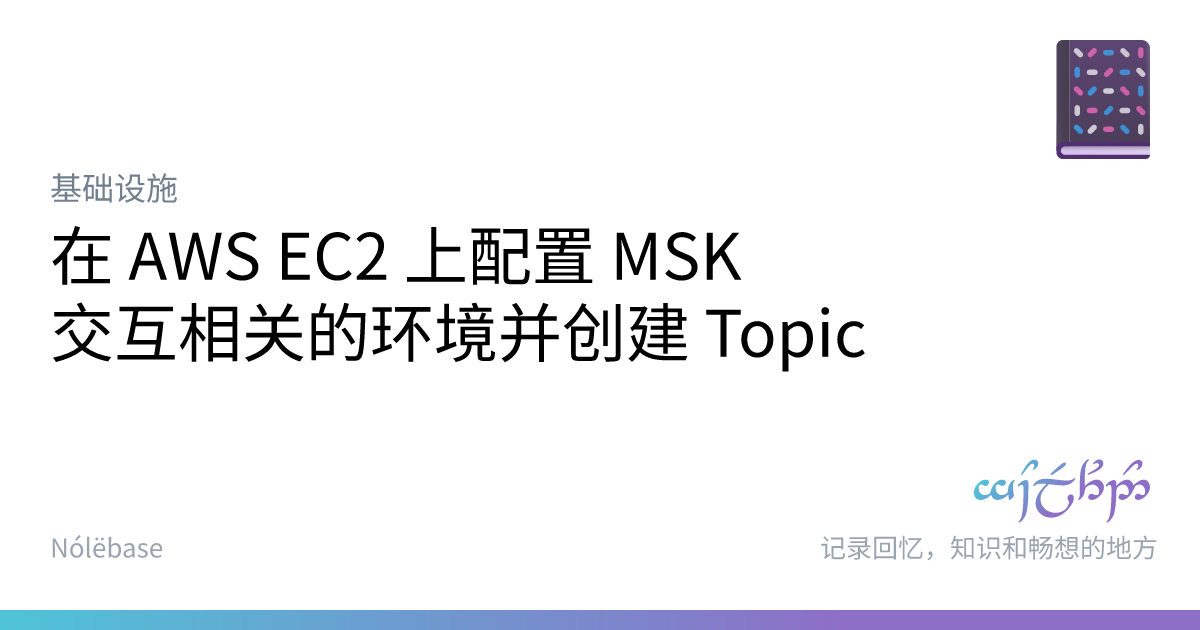 基础设施
在 AWS EC2 上配置 MSK
交互相关的环境并创建 Topic
Nólëbase
记录回忆，知识和畅想的地方